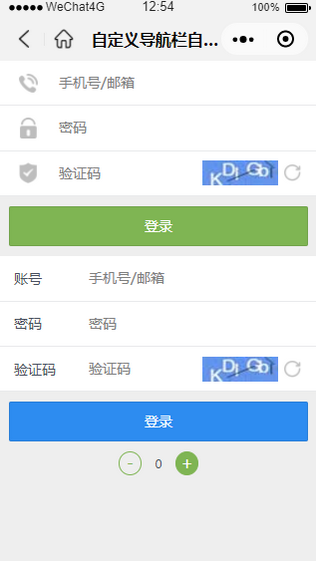 WeChat4G 12:54 100%
自定义导航栏自...
手机号/邮箱
密码
验证码 KDiGbT
登录
账号 手机号/邮箱
密码 密码
验证码 验证码 KDiGbT
登录
- 0 +